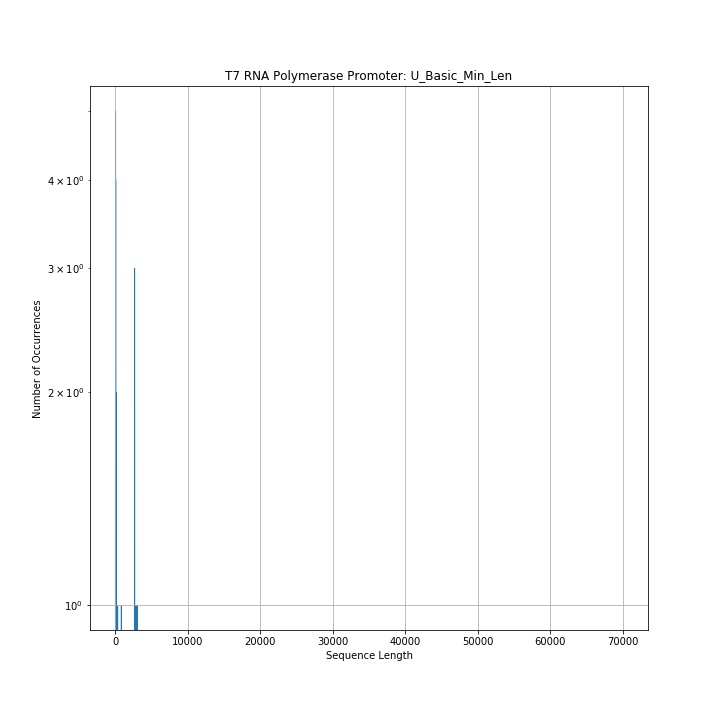 T7 RNA Polymerase Promoter: U_Basic_Min_Len
4 × 10⁰
3 × 10⁰
2 × 10⁰
10⁰
Number of Occurrences
0 10000 20000 30000 40000 50000 60000 70000
Sequence Length